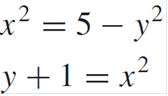 x² = 5 − y²
y + 1 = x²